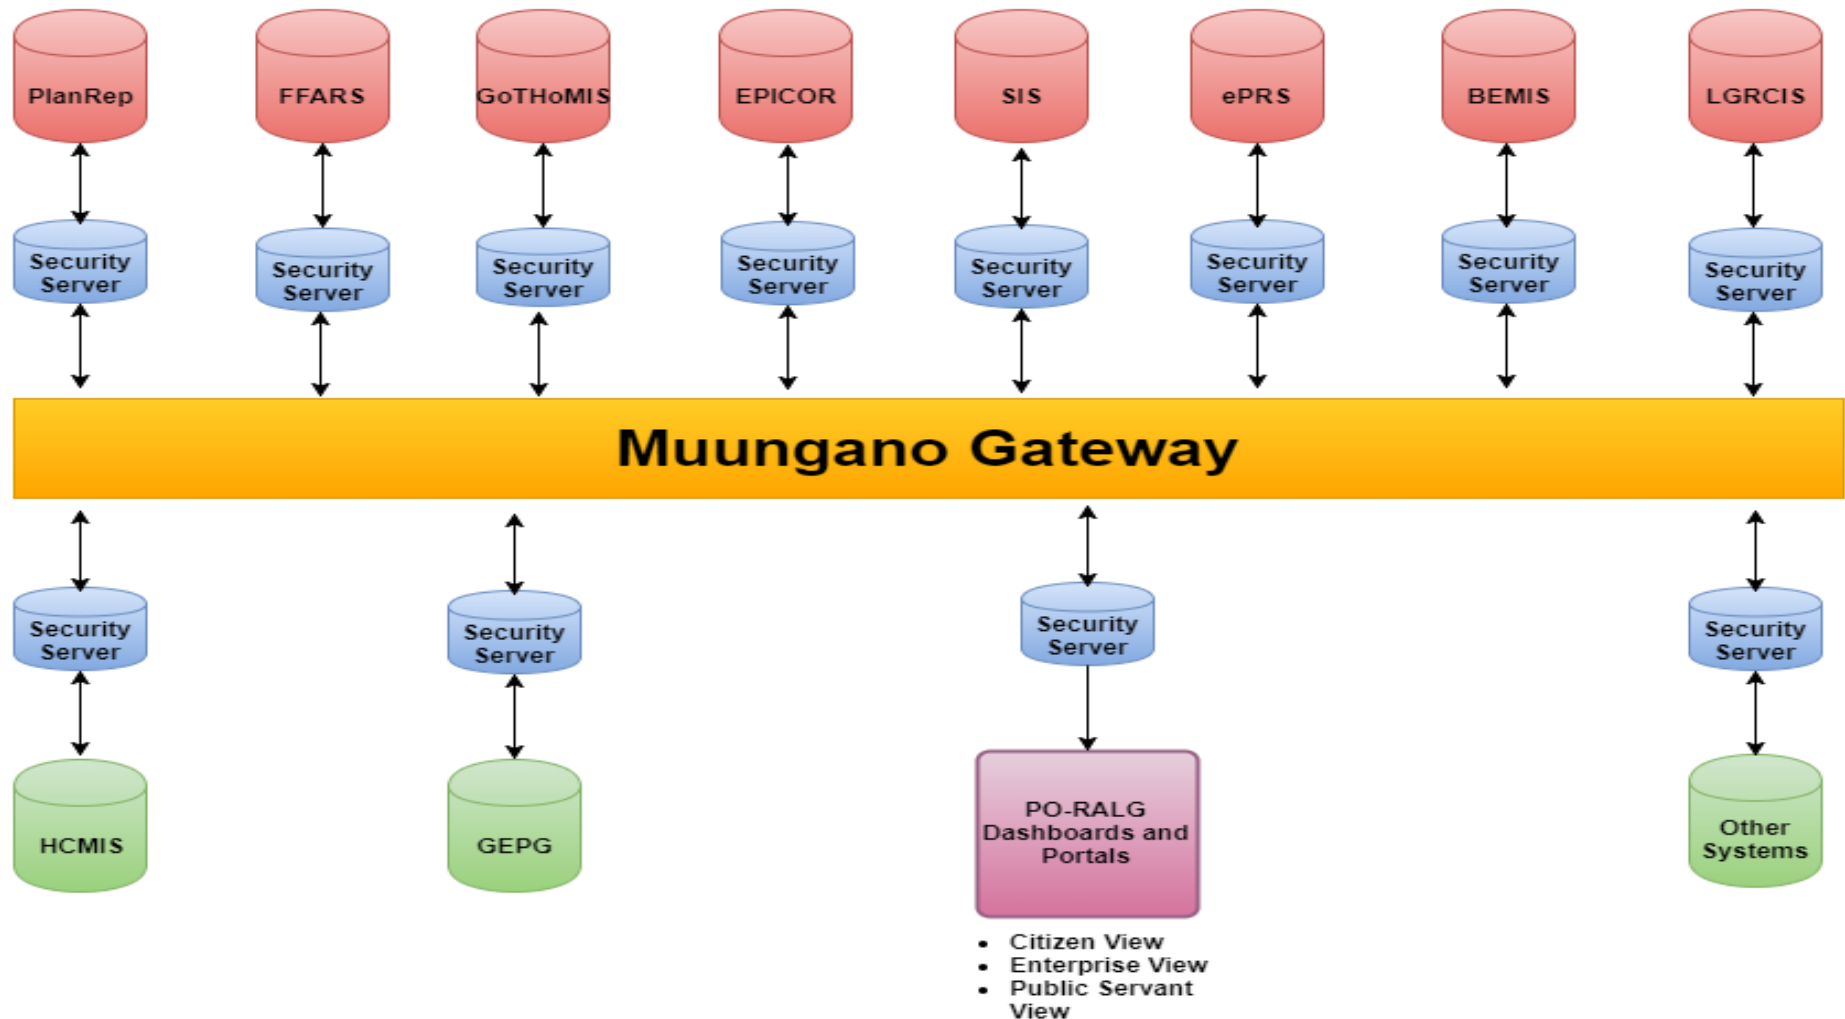 PlanRep
FFARS
GoTHoMIS
EPICOR
SIS
ePRS
BEMIS
LGRCIS
Security
Server
Security
Server
Security
Server
Security
Server
Security
Server
Security
Server
Security
Server
Security
Server
Muungano Gateway
Security
Server
Security
Server
Security
Server
Security
Server
HCMIS
GEPG
PO-RALG
Dashboards and
Portals
Other
Systems
• Citizen View
• Enterprise View
• Public Servant
View